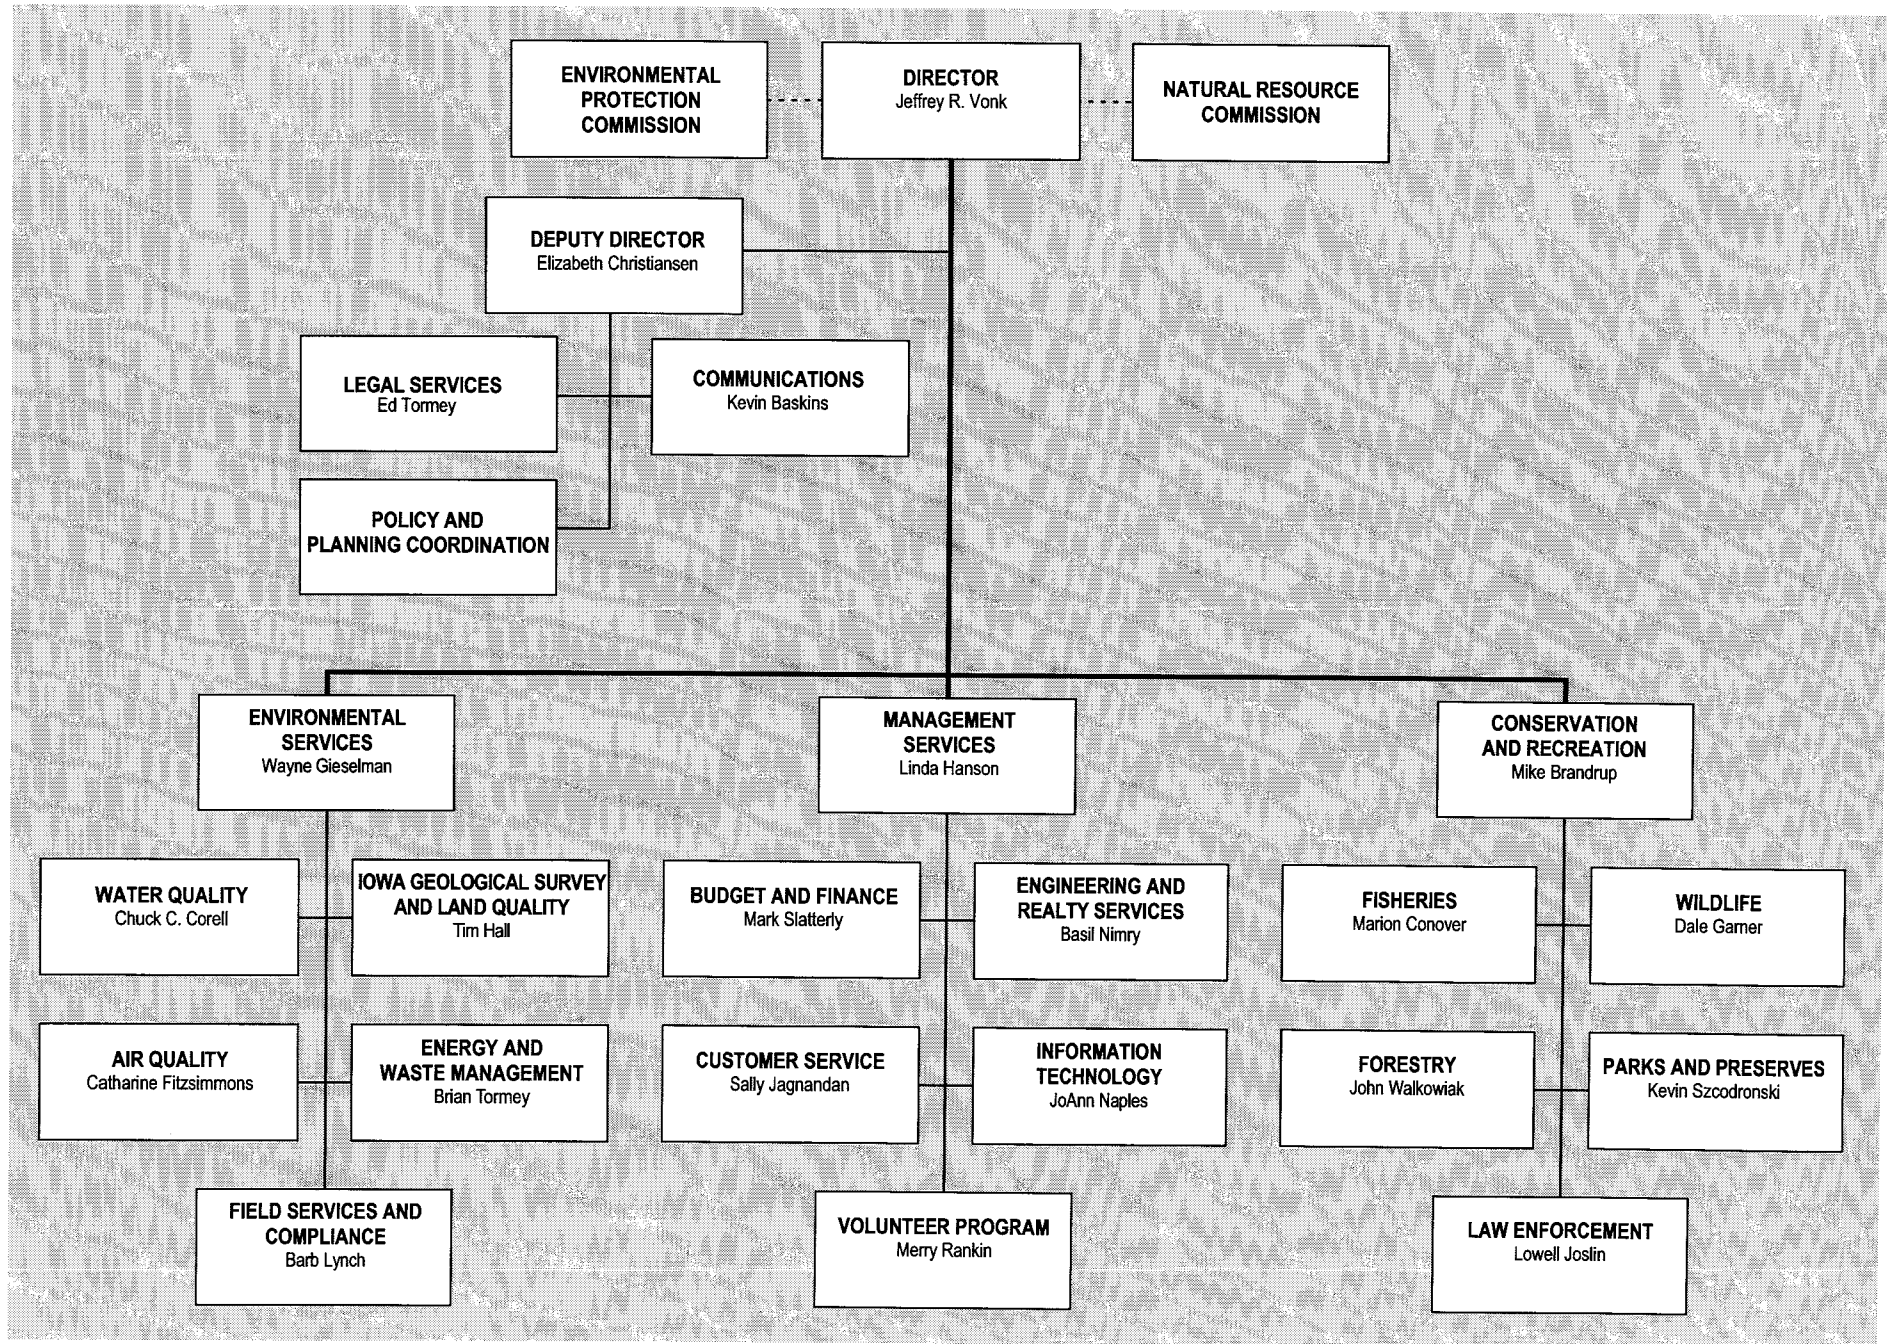 ENVIRONMENTAL
PROTECTION
COMMISSION
DIRECTOR
Jeffrey R. Vonk
NATURAL RESOURCE
COMMISSION
DEPUTY DIRECTOR
Elizabeth Christiansen
LEGAL SERVICES
Ed Tormey
COMMUNICATIONS
Kevin Baskins
POLICY AND
PLANNING COORDINATION
ENVIRONMENTAL
SERVICES
Wayne Gieselman
MANAGEMENT
SERVICES
Linda Hanson
CONSERVATION
AND RECREATION
Mike Brandrup
WATER QUALITY
Chuck C. Corell
IOWA GEOLOGICAL SURVEY
AND LAND QUALITY
Tim Hall
BUDGET AND FINANCE
Mark Slatterly
ENGINEERING AND
REALTY SERVICES
Basil Nimry
FISHERIES
Marion Conover
WILDLIFE
Dale Garner
AIR QUALITY
Catharine Fitzsimmons
ENERGY AND
WASTE MANAGEMENT
Brian Tormey
CUSTOMER SERVICE
Sally Jagnandan
INFORMATION
TECHNOLOGY
JoAnn Naples
FORESTRY
John Walkowiak
PARKS AND PRESERVES
Kevin Szcodronski
FIELD SERVICES AND
COMPLIANCE
Barb Lynch
VOLUNTEER PROGRAM
Merry Rankin
LAW ENFORCEMENT
Lowell Joslin